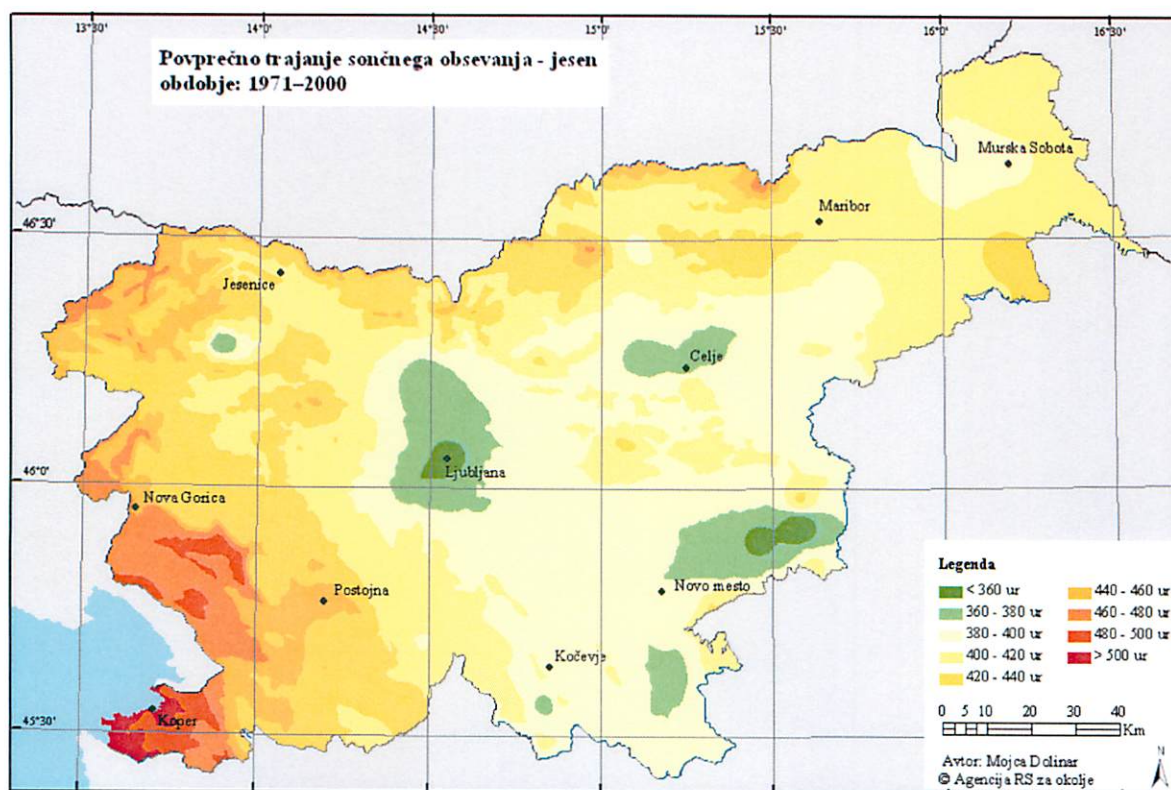 13°30'
14°0'
14°30'
15°0'
15°30'
16°0'
16°30'
Povprečno trajanje sončnega obsevanja - jesen
obdobje: 1971–2000
Murska Sobota
Maribor
46°30'
Jesenice
Celje
Ljubljana
46°0'
Nova Gorica
Novo mesto
Postojna
Kočevje
Koper
45°30'
Legenda
< 360 ur
360 - 380 ur
380 - 400 ur
400 - 420 ur
420 - 440 ur
440 - 460 ur
460 - 480 ur
480 - 500 ur
> 500 ur
0 5 10 20 30 40
Km
N
Avtor: Mojca Dolinar
© Agencija RS za okolje